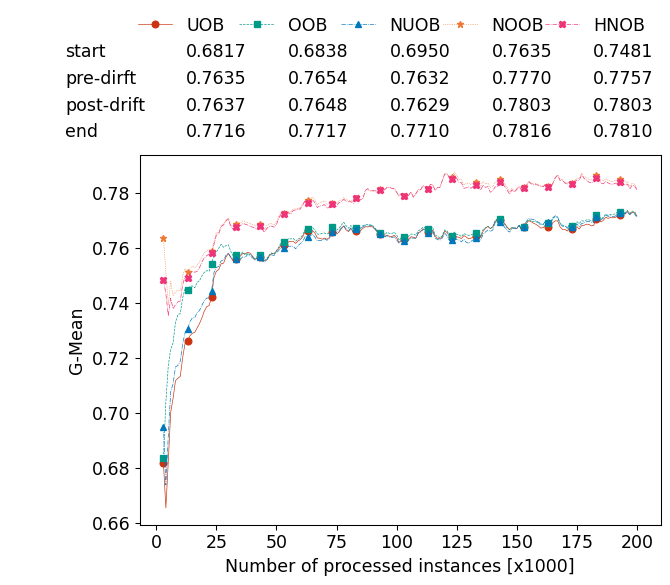 UOB OOB NUOB NOOB HNOB
start 0.6817 0.6838 0.6950 0.7635 0.7481
pre-dirft 0.7635 0.7654 0.7632 0.7770 0.7757
post-drift 0.7637 0.7648 0.7629 0.7803 0.7803
end 0.7716 0.7717 0.7710 0.7816 0.7810
0.78
0.76
0.74
0.72
0.70
0.68
0.66
G-Mean
0 25 50 75 100 125 150 175 200
Number of processed instances [x1000]